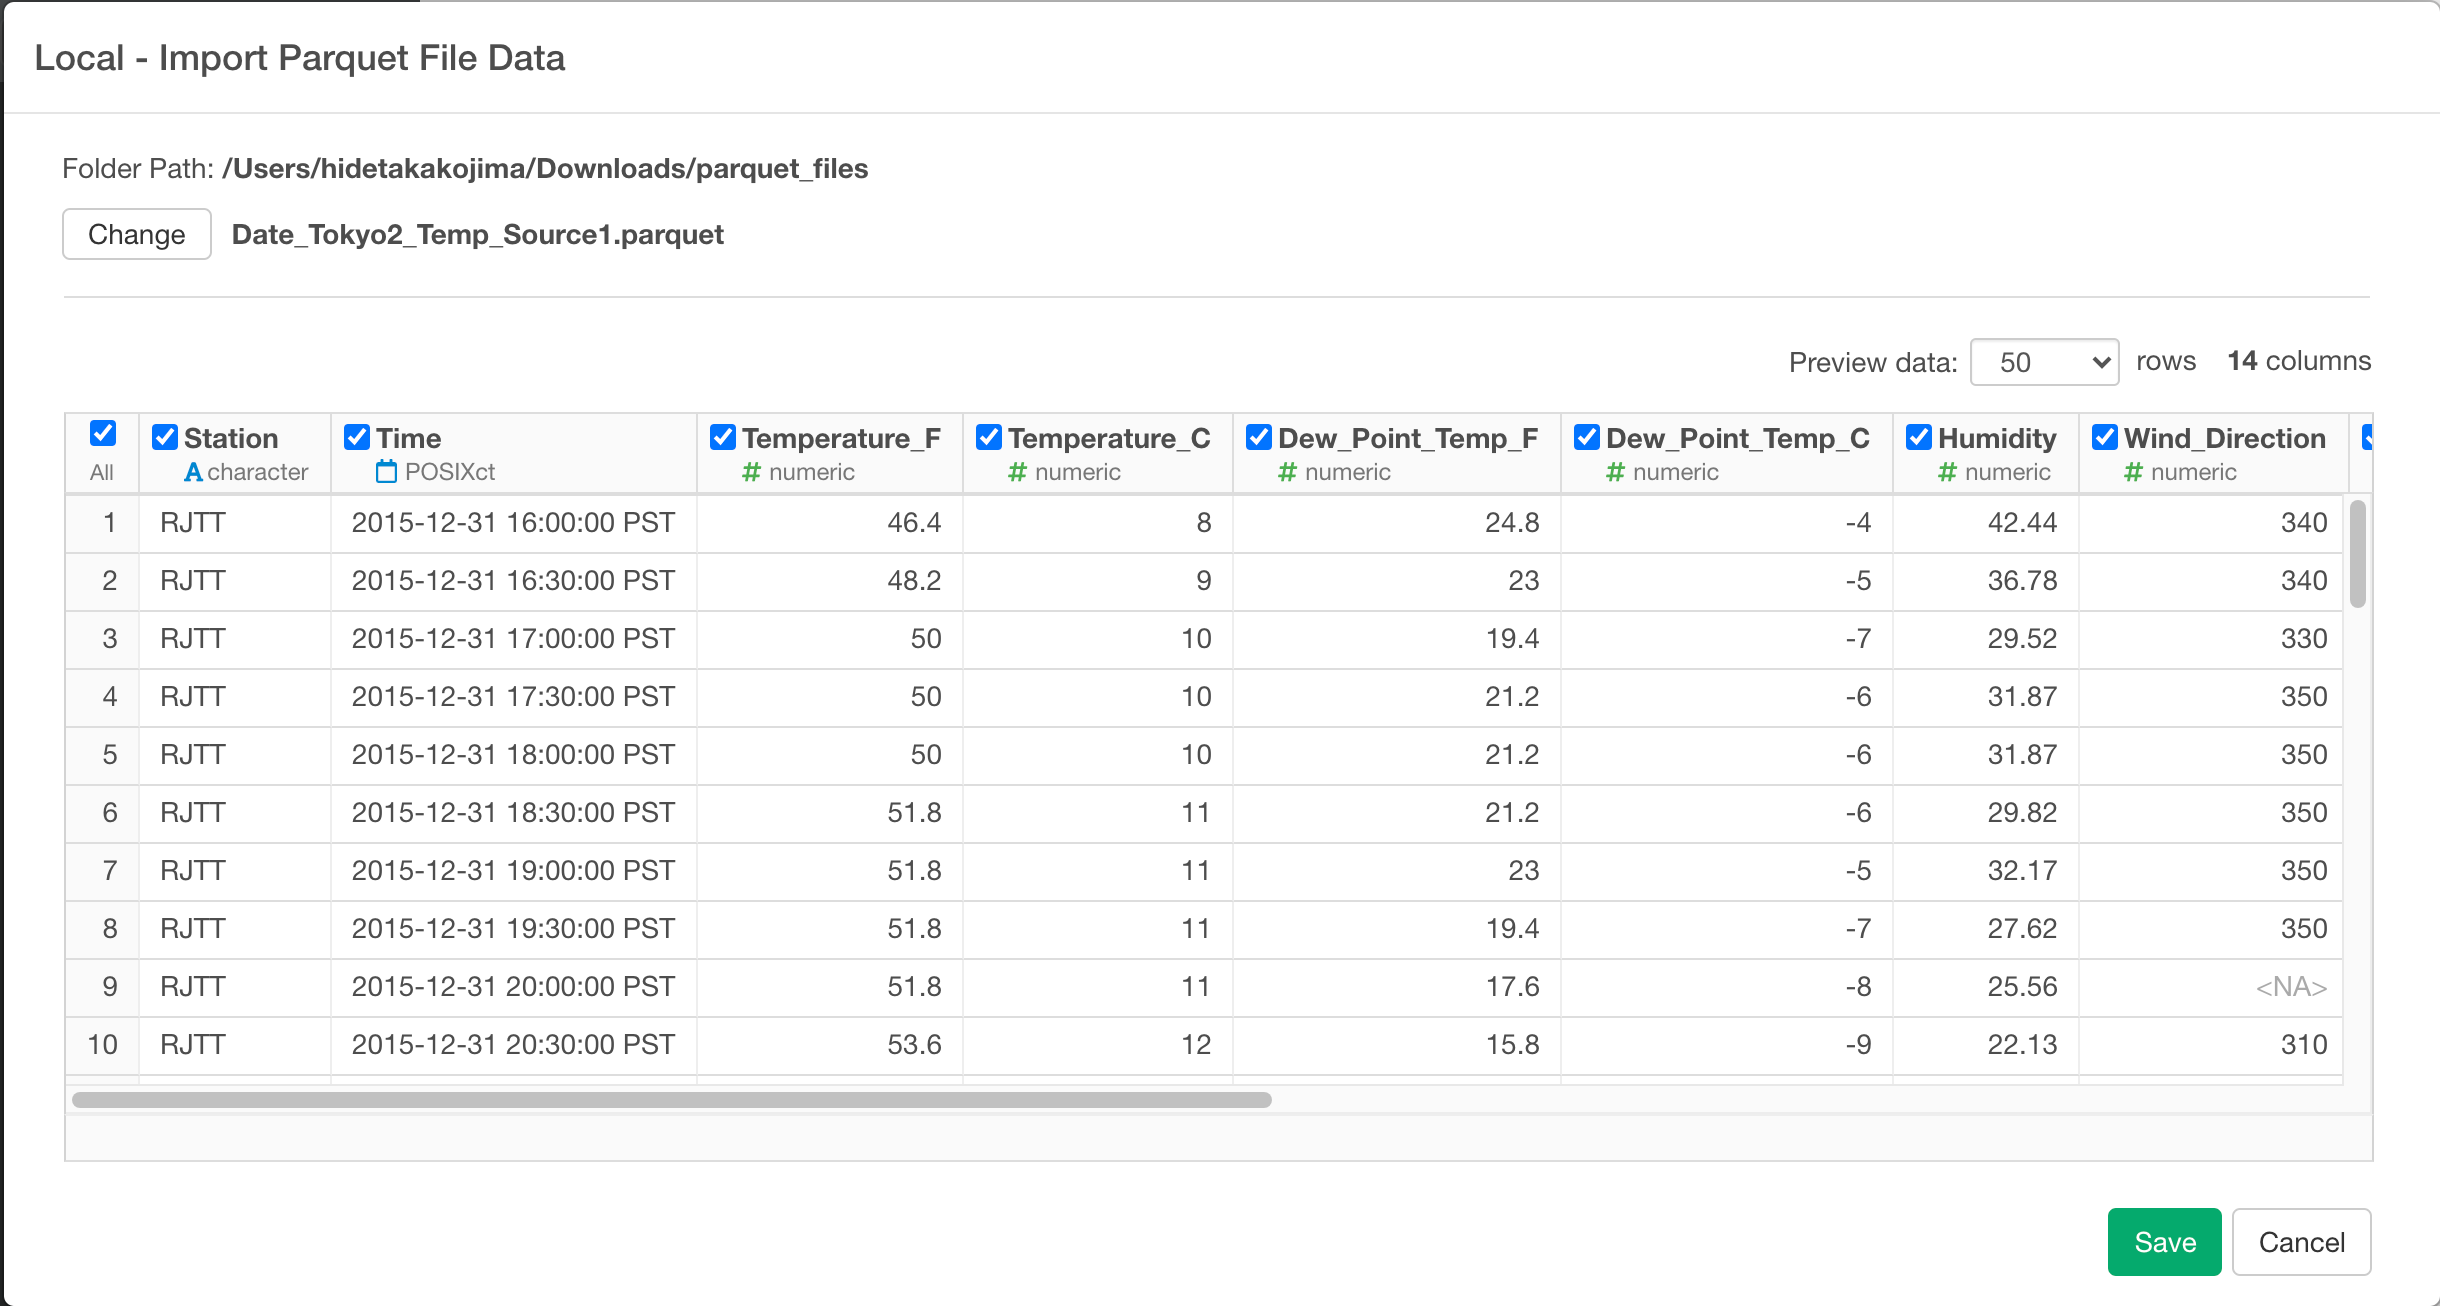 Local - Import Parquet File Data
Folder Path: /Users/hidetakakojima/Downloads/parquet_files
Change Date_Tokyo2_Temp_Source1.parquet
Preview data: 50 rows 14 columns
Station Time Temperature_F Temperature_C Dew_Point_Temp_F Dew_Point_Temp_C Humidity Wind_Direction
All A character POSIXct # numeric # numeric # numeric # numeric # numeric # numeric
1 RJTT 2015-12-31 16:00:00 PST 46.4 8 24.8 -4 42.44 340
2 RJTT 2015-12-31 16:30:00 PST 48.2 9 23 -5 36.78 340
3 RJTT 2015-12-31 17:00:00 PST 50 10 19.4 -7 29.52 330
4 RJTT 2015-12-31 17:30:00 PST 50 10 21.2 -6 31.87 350
5 RJTT 2015-12-31 18:00:00 PST 50 10 21.2 -6 31.87 350
6 RJTT 2015-12-31 18:30:00 PST 51.8 11 21.2 -6 29.82 350
7 RJTT 2015-12-31 19:00:00 PST 51.8 11 23 -5 32.17 350
8 RJTT 2015-12-31 19:30:00 PST 51.8 11 19.4 -7 27.62 350
9 RJTT 2015-12-31 20:00:00 PST 51.8 11 17.6 -8 25.56 <NA>
10 RJTT 2015-12-31 20:30:00 PST 53.6 12 15.8 -9 22.13 310
Save Cancel